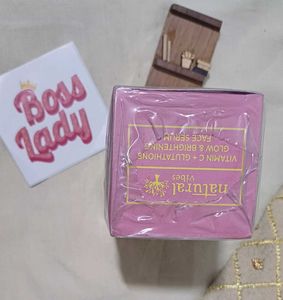 Boss
Lady
natural
vibes
VITAMIN C + GLUTATHIONE
GLOW & BRIGHTENING
FACE SERUM